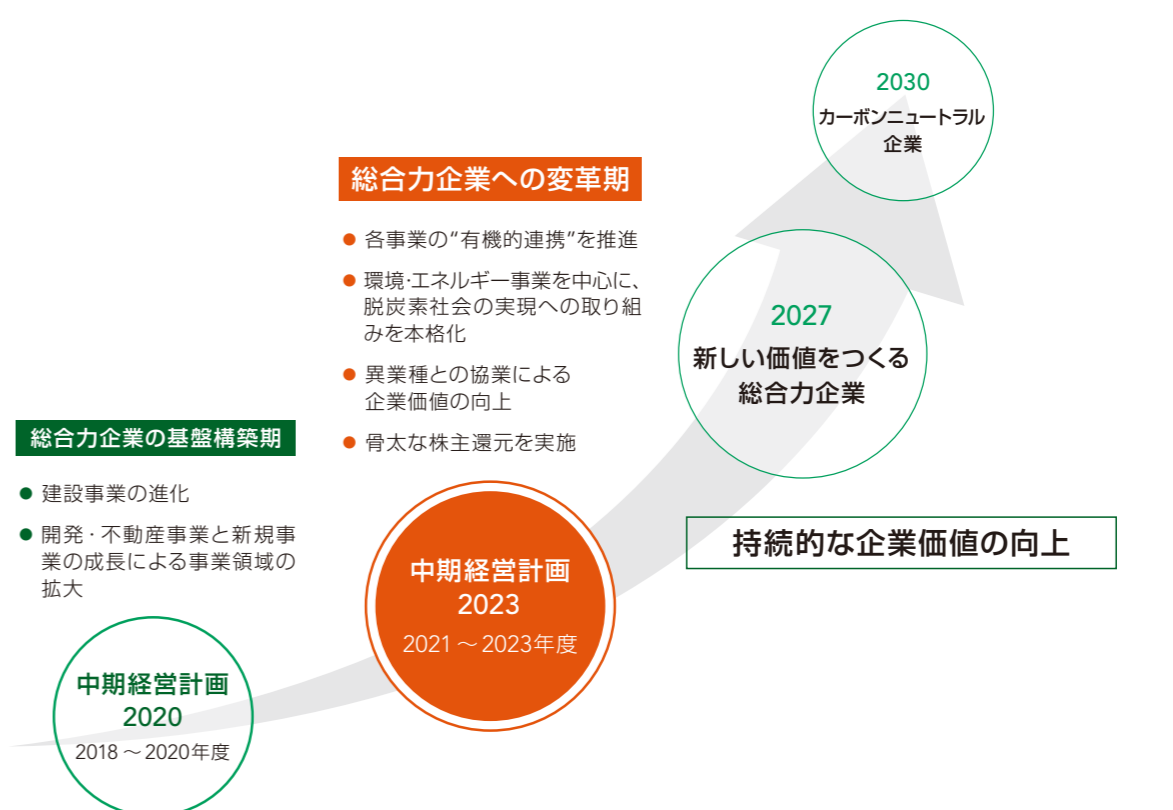 総合力企業の基盤構築期
● 建設事業の進化
● 開発・不動産事業と新規事
業の成長による事業領域の
拡大
中期経営計画
2020
2018～2020年度
総合力企業への変革期
● 各事業の“有機的連携”を推進
● 環境・エネルギー事業を中心に、
脱炭素社会の実現への取り組
みを本格化
● 異業種との協業による
企業価値の向上
● 骨太な株主還元を実施
中期経営計画
2023
2021～2023年度
2030
カーボンニュートラル
企業
2027
新しい価値をつくる
総合力企業
持続的な企業価値の向上